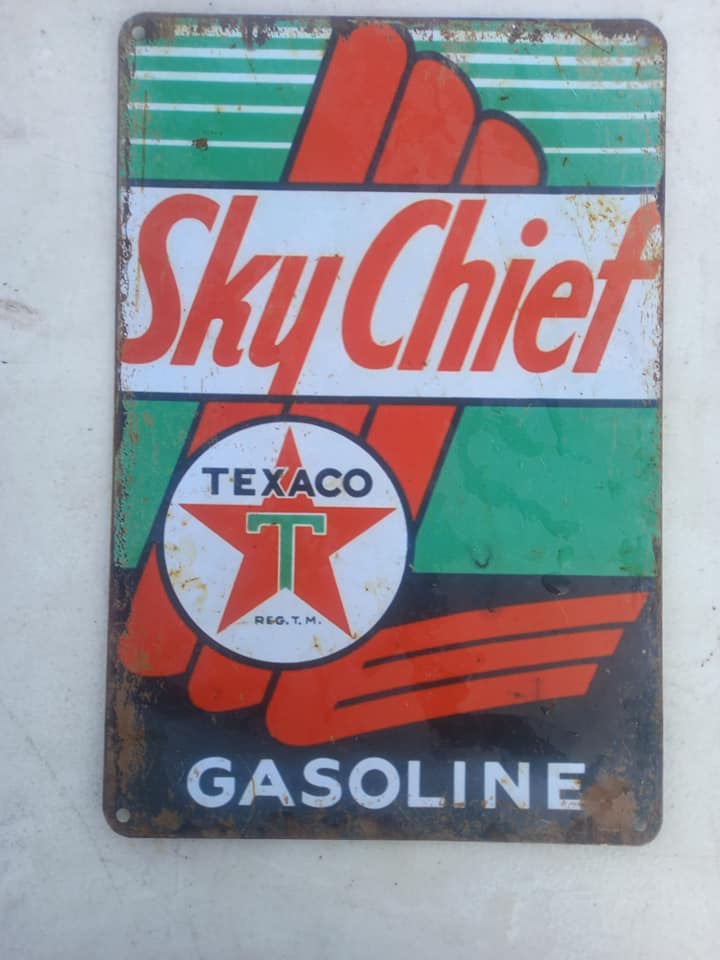 Sky Chief
TEXACO
T
REG. T. M.
GASOLINE